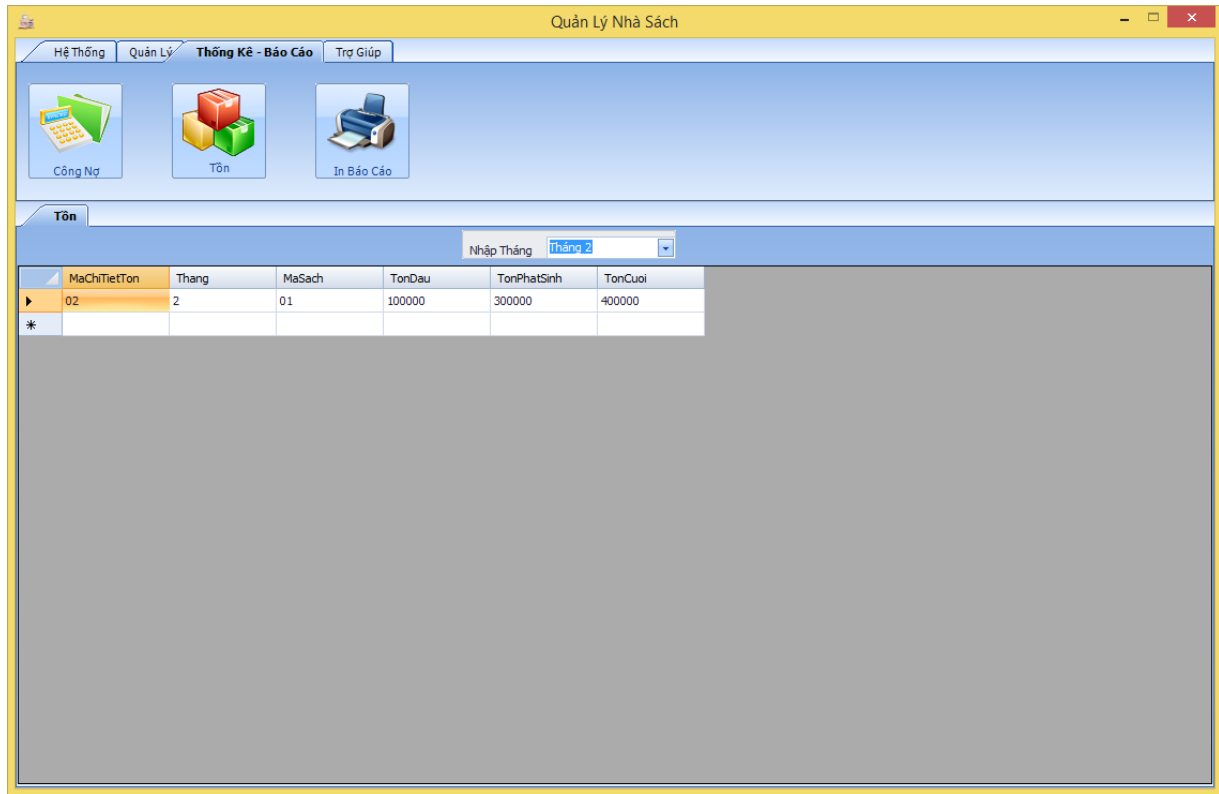 Quản Lý Nhà Sách
Hệ Thống Quản Lý Thống Kê - Báo Cáo Trợ Giúp
Công Nợ Tồn In Báo Cáo
Tồn
Nhập Tháng Tháng 2
MaChiTietTon Thang MaSach TonDau TonPhatSinh TonCuoi
02 2 01 100000 300000 400000